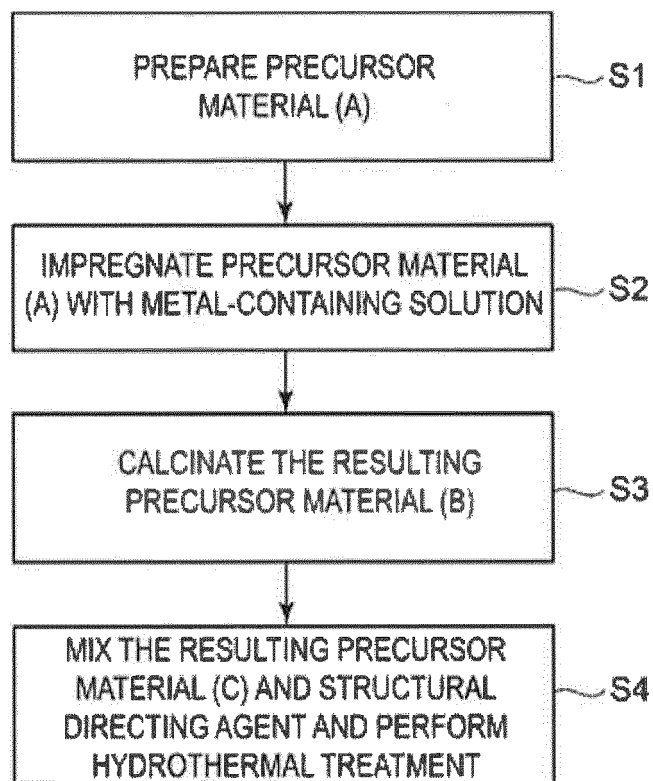 PREPARE PRECURSOR
MATERIAL (A)
S1
IMPREGNATE PRECURSOR MATERIAL
(A) WITH METAL-CONTAINING SOLUTION
S2
CALCINATE THE RESULTING
PRECURSOR MATERIAL (B)
S3
MIX THE RESULTING PRECURSOR
MATERIAL (C) AND STRUCTURAL
DIRECTING AGENT AND PERFORM
HYDROTHERMAL TREATMENT
S4